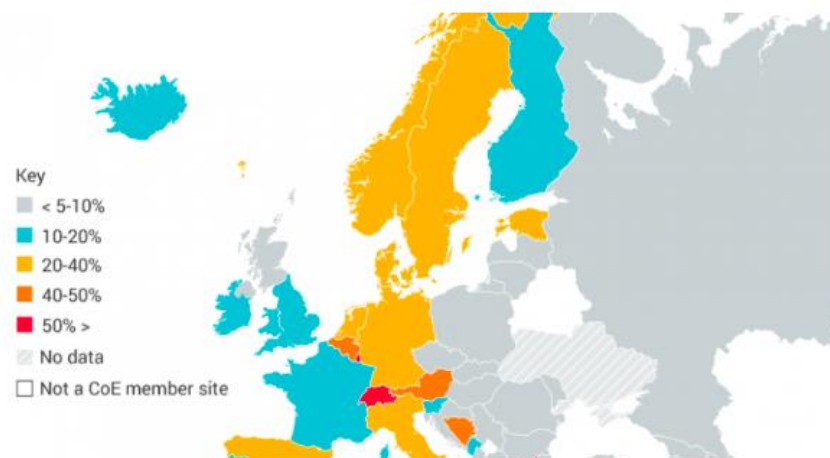 Key
< 5-10%
10-20%
20-40%
40-50%
50% >
No data
Not a CoE member site